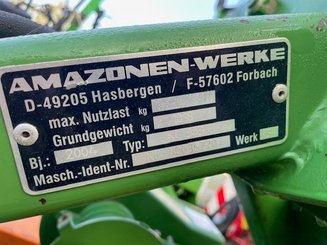 AMAZONEN-WERKE
D-49205 Hasbergen / F-57602 Forbach
max. Nutzlast kg
Grundgewicht kg
Bj.: 2004 Typ Werk
Masch.-Ident-Nr.